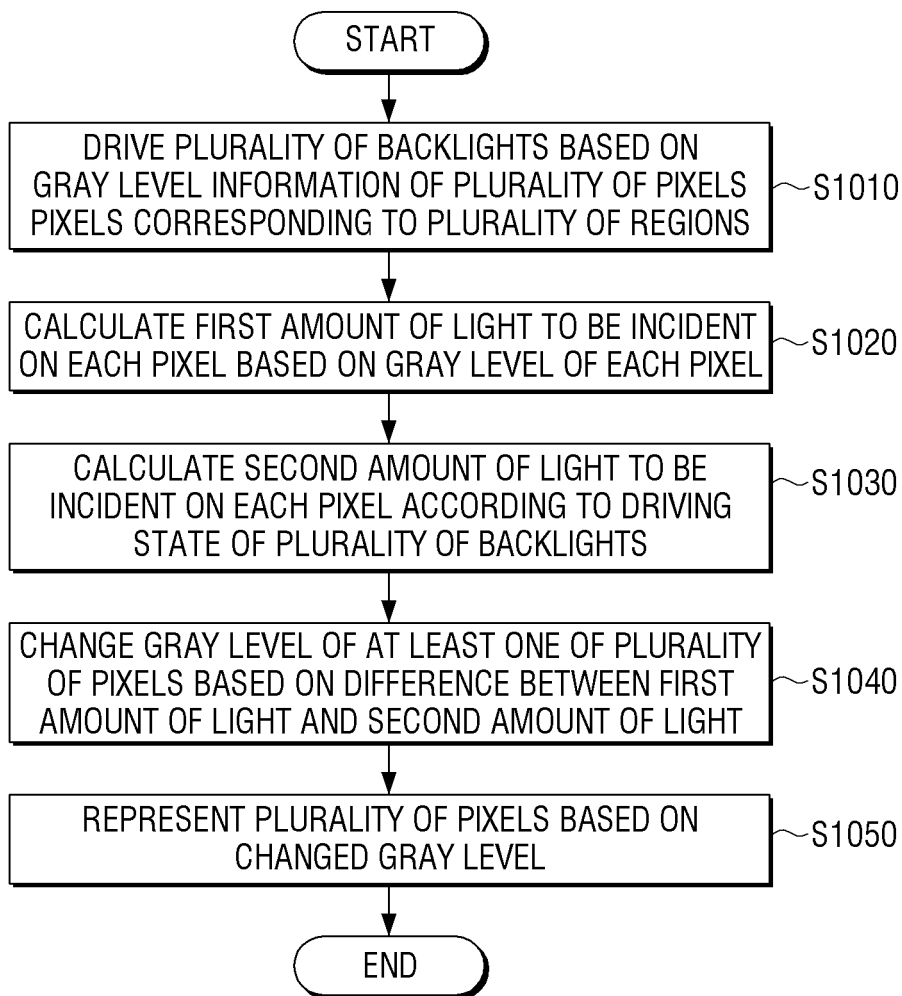 START
DRIVE PLURALITY OF BACKLIGHTS BASED ON
GRAY LEVEL INFORMATION OF PLURALITY OF PIXELS
PIXELS CORRESPONDING TO PLURALITY OF REGIONS
S1010
CALCULATE FIRST AMOUNT OF LIGHT TO BE INCIDENT
ON EACH PIXEL BASED ON GRAY LEVEL OF EACH PIXEL
S1020
CALCULATE SECOND AMOUNT OF LIGHT TO BE
INCIDENT ON EACH PIXEL ACCORDING TO DRIVING
STATE OF PLURALITY OF BACKLIGHTS
S1030
CHANGE GRAY LEVEL OF AT LEAST ONE OF PLURALITY
OF PIXELS BASED ON DIFFERENCE BETWEEN FIRST
AMOUNT OF LIGHT AND SECOND AMOUNT OF LIGHT
S1040
REPRESENT PLURALITY OF PIXELS BASED ON
CHANGED GRAY LEVEL
S1050
END